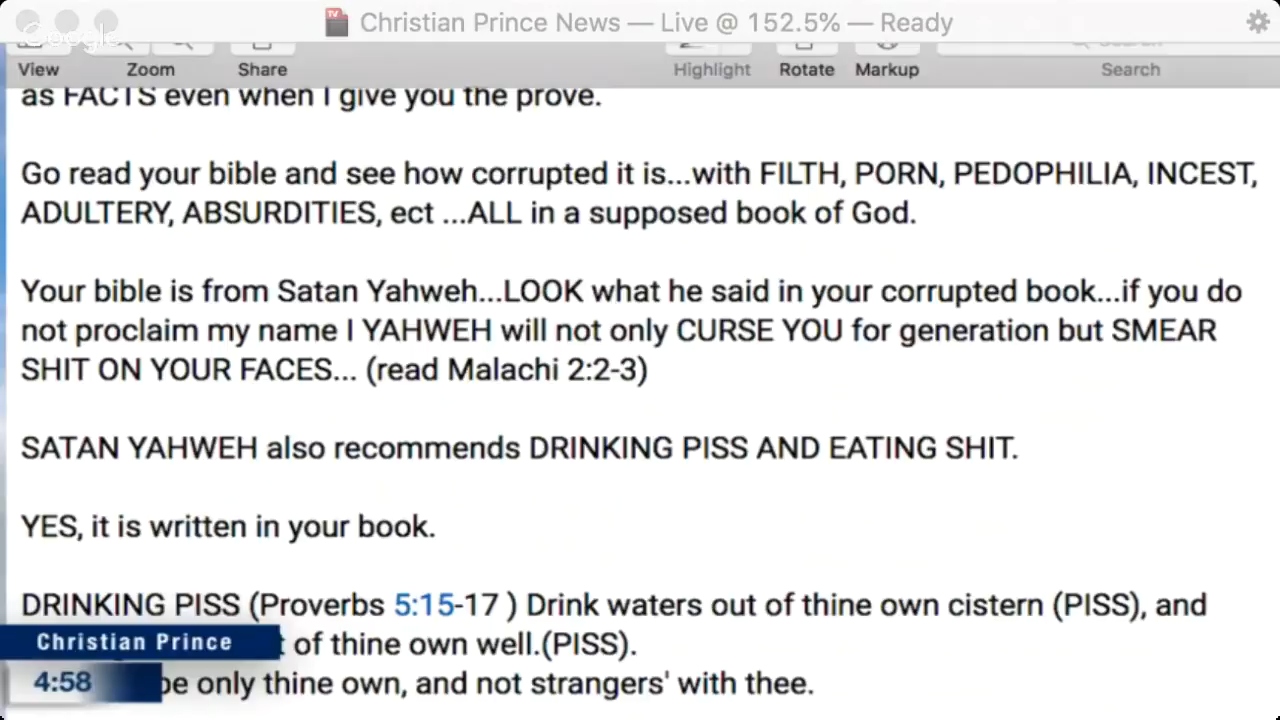 Christian Prince News — Live @ 152.5% — Ready
Google
View Zoom Share Highlight Rotate Markup Search
as FACTS even when I give you the prove.
Go read your bible and see how corrupted it is...with FILTH, PORN, PEDOPHILIA, INCEST,
ADULTERY, ABSURDITIES, ect ...ALL in a supposed book of God.
Your bible is from Satan Yahweh...LOOK what he said in your corrupted book...if you do
not proclaim my name I YAHWEH will not only CURSE YOU for generation but SMEAR
SHIT ON YOUR FACES... (read Malachi 2:2-3)
SATAN YAHWEH also recommends DRINKING PISS AND EATING SHIT.
YES, it is written in your book.
DRINKING PISS (Proverbs 5:15-17 ) Drink waters out of thine own cistern (PISS), and
Christian Prince
of thine own well.(PISS).
4:58
be only thine own, and not strangers' with thee.